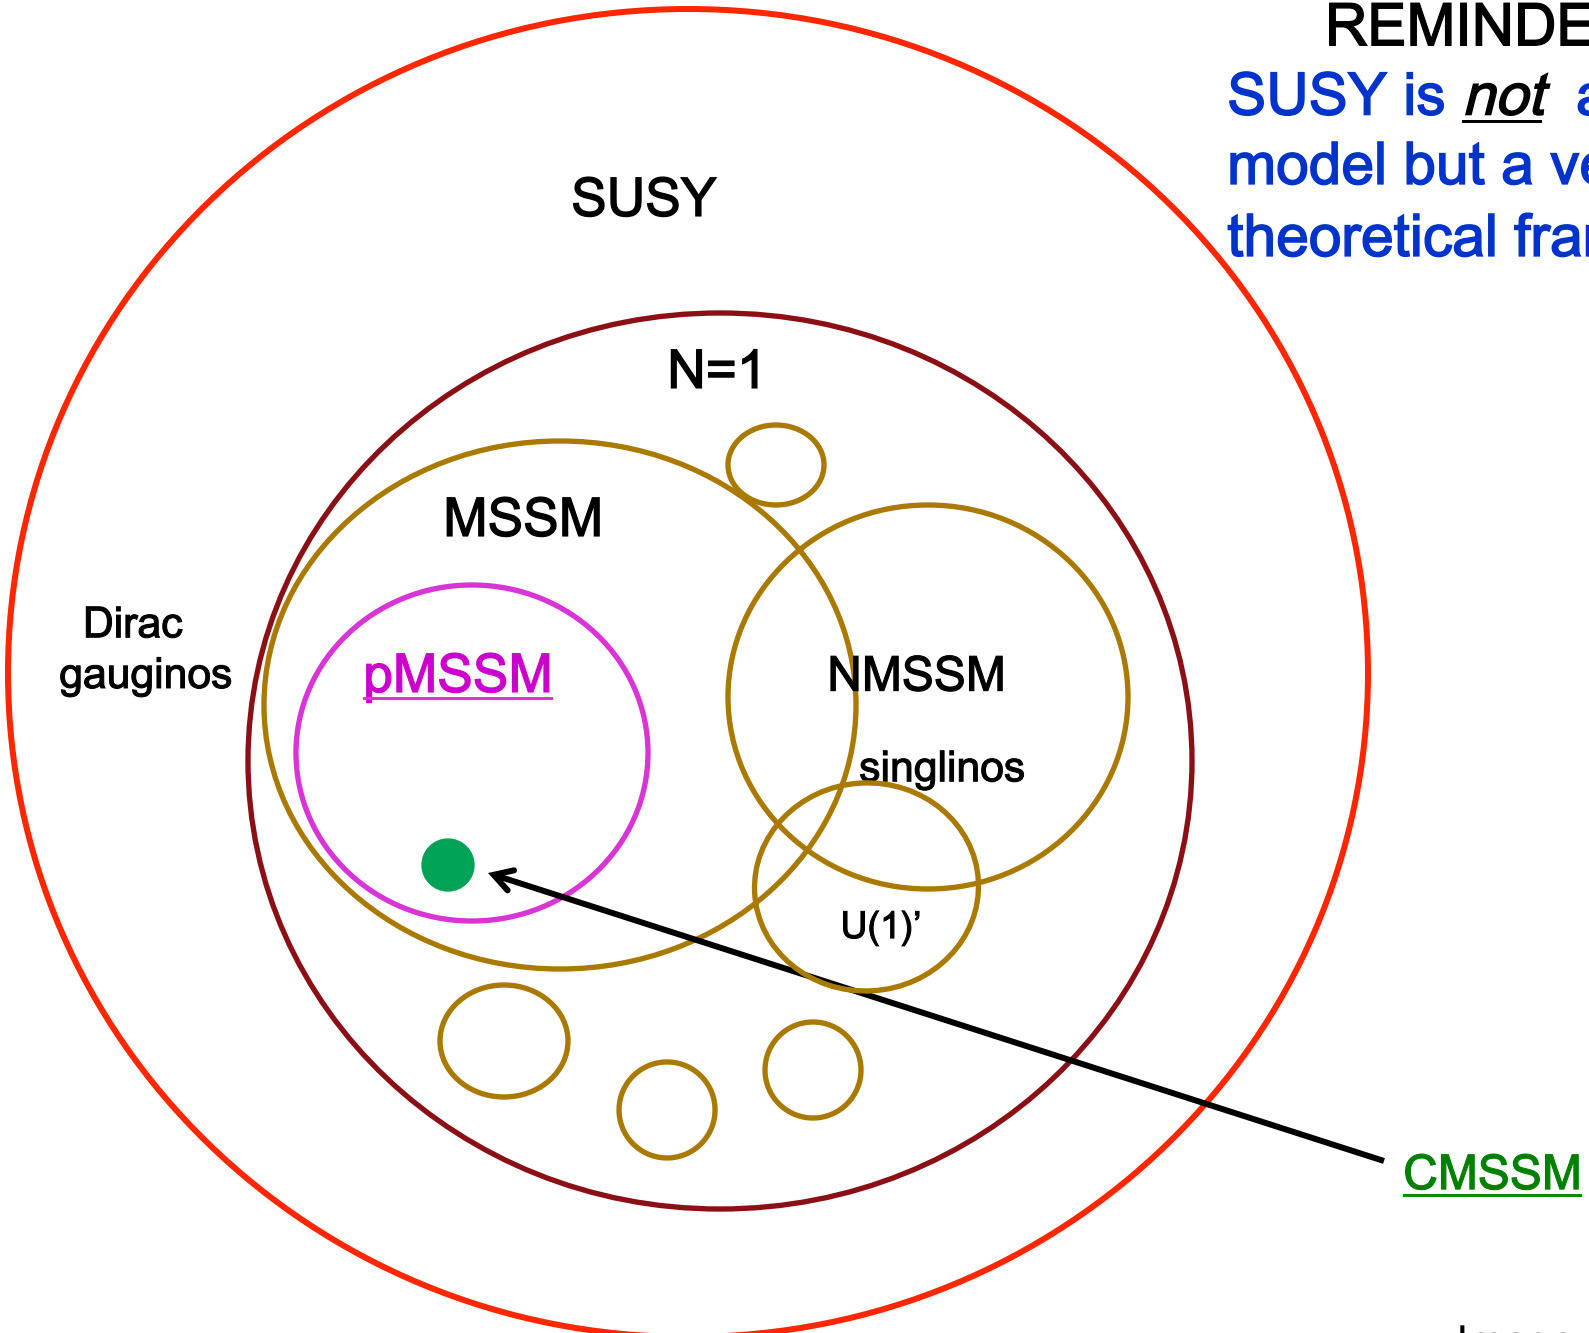 REMINDE
SUSY is not a
model but a ve
theoretical fra
SUSY
N=1
MSSM
Dirac
gauginos
pMSSM
NMSSM
singlinos
U(1)’
CMSSM